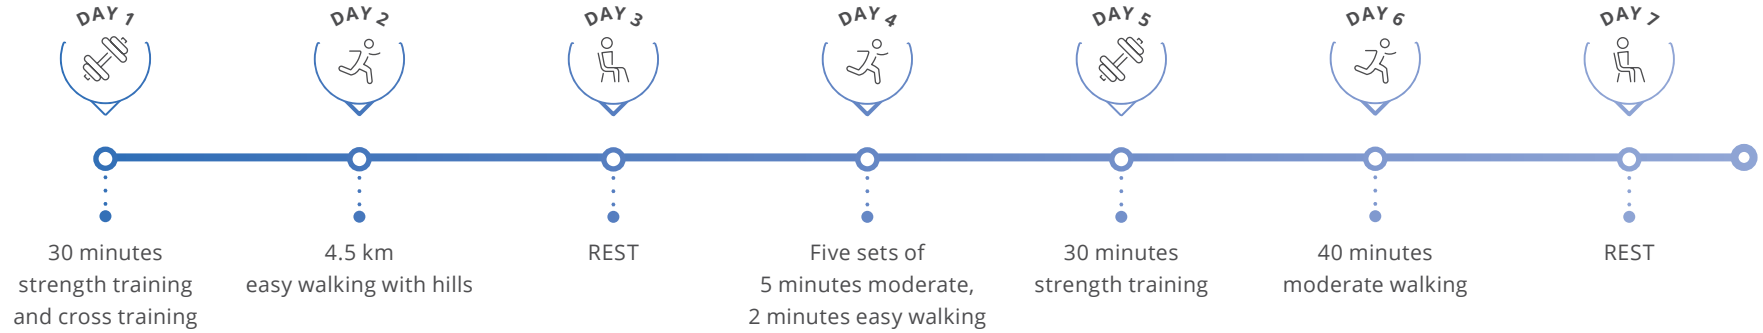 DAY 1
DAY 2
DAY 3
DAY 4
DAY 5
DAY 6
DAY 7
30 minutes
strength training
and cross training
4.5 km
easy walking with hills
REST
Five sets of
5 minutes moderate,
2 minutes easy walking
30 minutes
strength training
40 minutes
moderate walking
REST